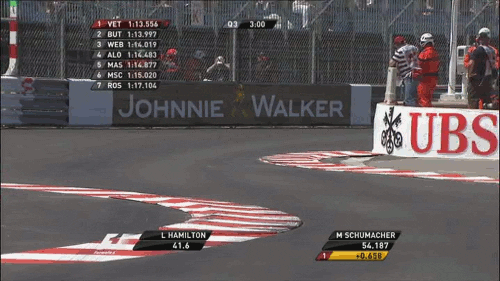 1 VET 1:13.556
2 BUT 1:13.997
3 WEB 1:14.019
4 ALO 1:14.483
5 MAS 1:14.877
6 MSC 1:15.020
7 ROS 1:17.104
Q3 3:00
JOHNNIE WALKER
UBS
L HAMILTON
41.6
M SCHUMACHER
54.187
1 +0.658